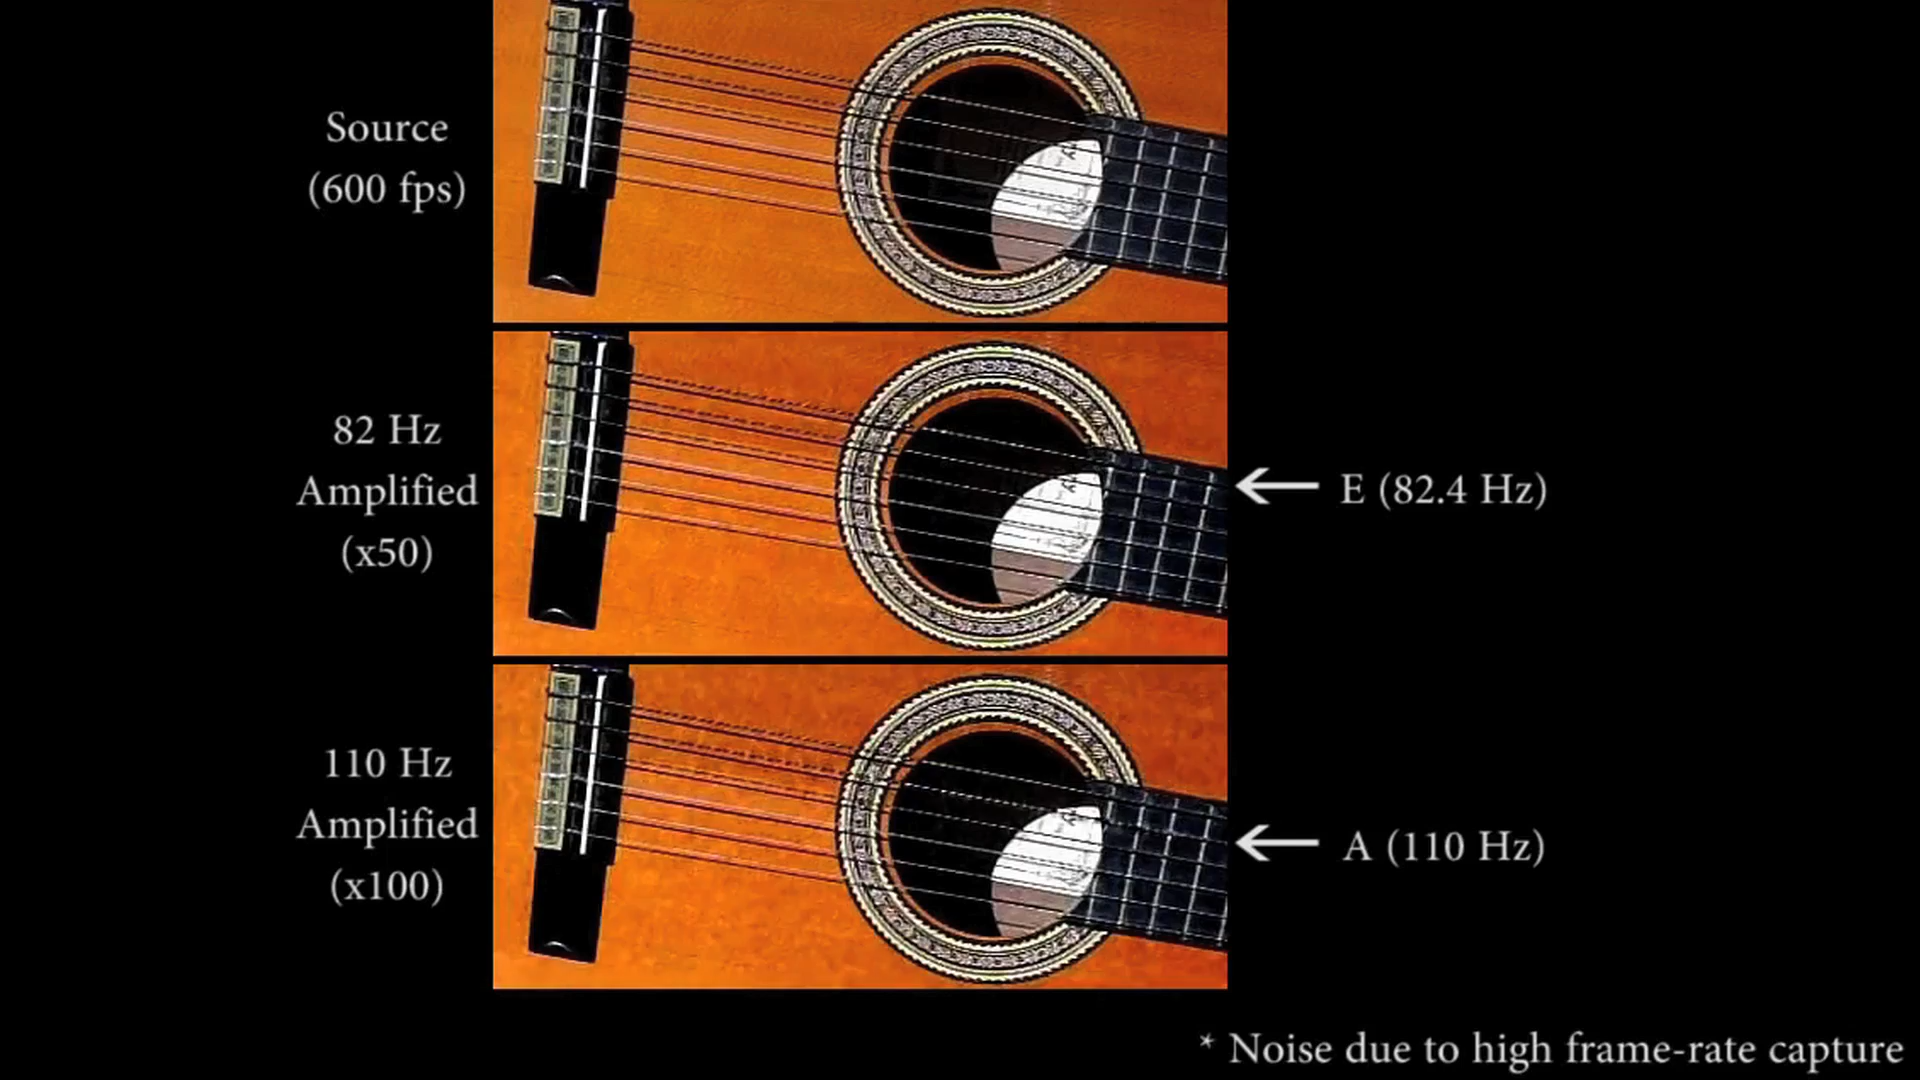 Source
(600 fps)
82 Hz
Amplified
(x50)
E (82.4 Hz)
110 Hz
Amplified
(x100)
A (110 Hz)
* Noise due to high frame-rate capture